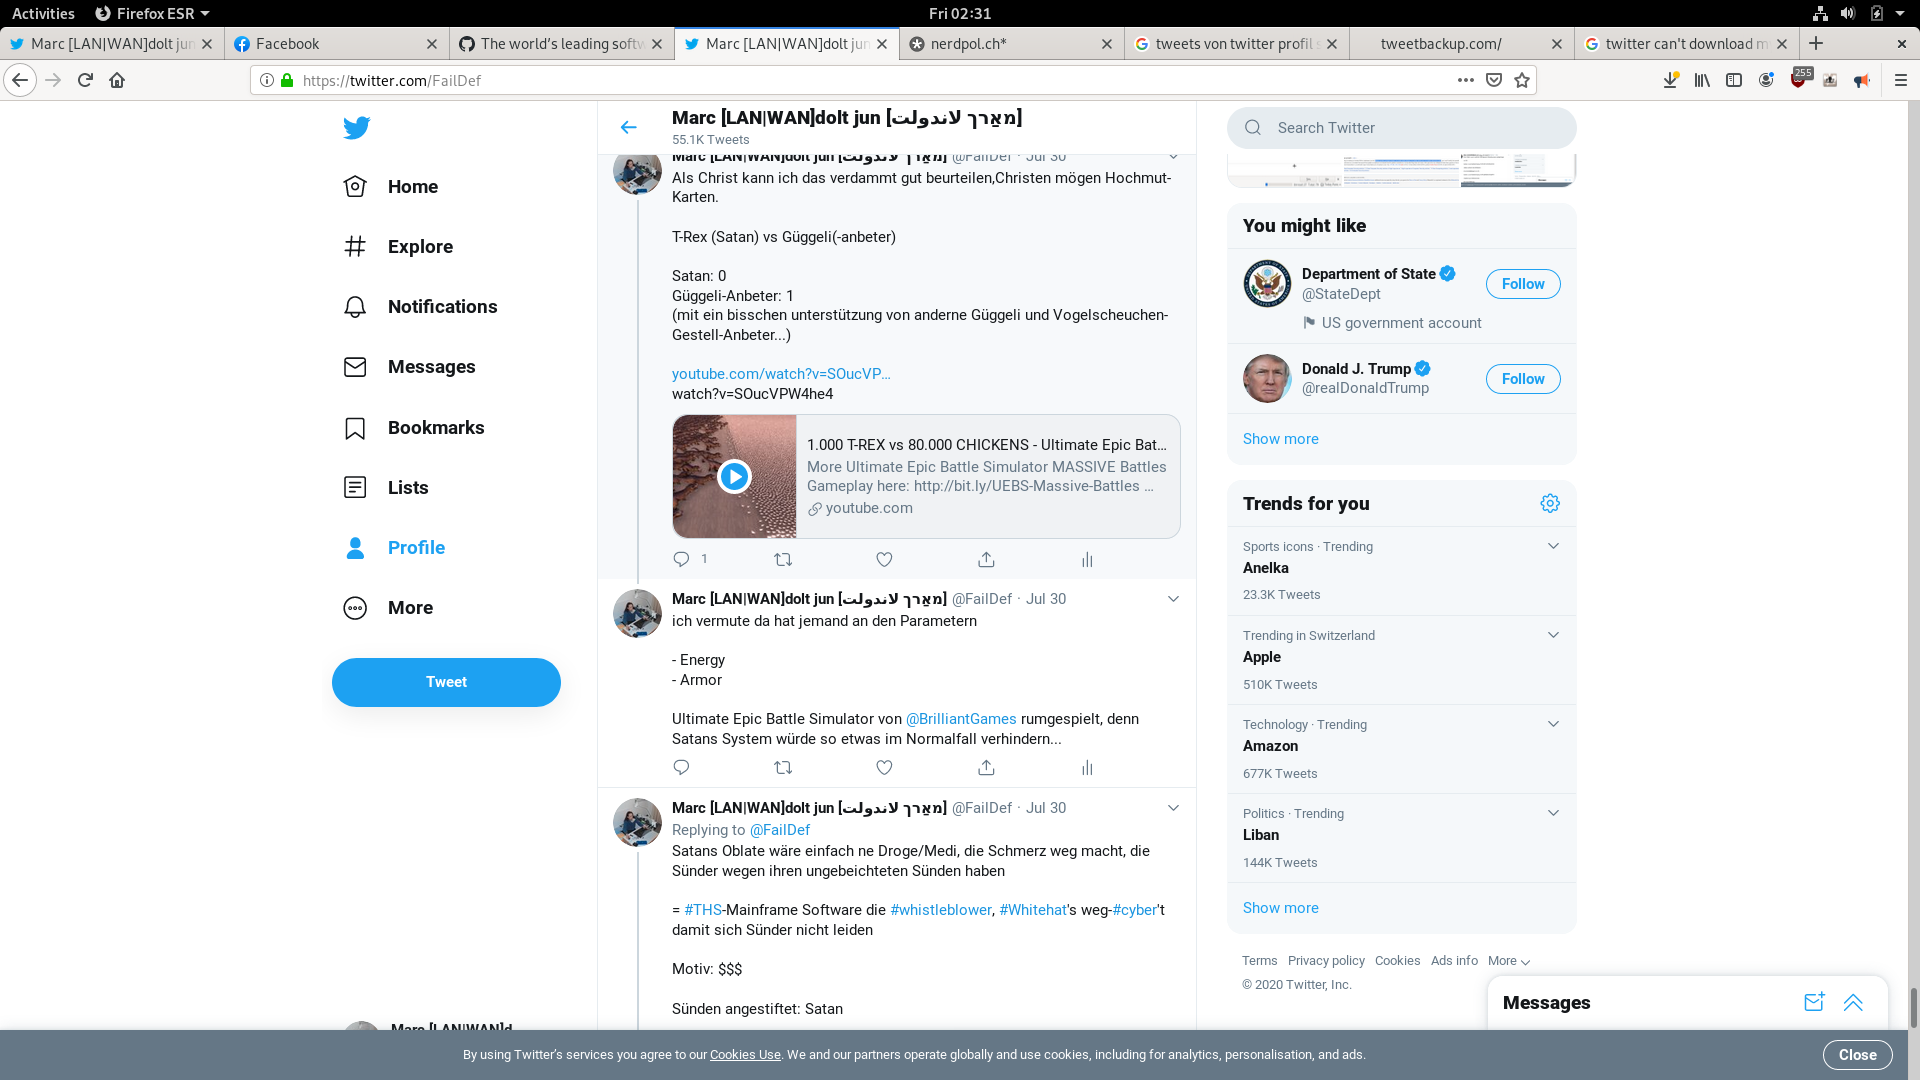 Activities
Firefox ESR
Fri 02:31
Marc [LAN|WAN]dolt jun
Facebook
The world's leading softw
Marc [LAN|WAN]dolt jun
nerdpol.ch*
tweets von twitter profil s
tweetbackup.com/
twitter can't download m
https://twitter.com/FailDef
255
Home
Explore
Notifications
Messages
Bookmarks
Lists
Profile
More
Tweet
Marc [LAN|WAN]d
Marc [LAN|WAN]dolt jun [מאַרך לאנדולת]
55.1K Tweets
Marc [LAN|WAN]dolt jun [מאַרך לאנדולת] @FailDef · Jul 30
Als Christ kann ich das verdammt gut beurteilen,Christen mögen Hochmut-
Karten.
T-Rex (Satan) vs Güggeli(-anbeter)
Satan: 0
Güggeli-Anbeter: 1
(mit ein bisschen unterstützung von anderne Güggeli und Vogelscheuchen-
Gestell-Anbeter...)
youtube.com/watch?v=SOucVP…
watch?v=SOucVPW4he4
1.000 T-REX vs 80.000 CHICKENS - Ultimate Epic Bat...
More Ultimate Epic Battle Simulator MASSIVE Battles
Gameplay here: http://bit.ly/UEBS-Massive-Battles ...
youtube.com
1
Marc [LAN|WAN]dolt jun [מאַרך לאנדולת] @FailDef · Jul 30
ich vermute da hat jemand an den Parametern
- Energy
- Armor
Ultimate Epic Battle Simulator von @BrilliantGames rumgespielt, denn
Satans System würde so etwas im Normalfall verhindern...
Marc [LAN|WAN]dolt jun [מאַרך לאנדולת] @FailDef · Jul 30
Replying to @FailDef
Satans Oblate wäre einfach ne Droge/Medi, die Schmerz weg macht, die
Sünder wegen ihren ungebeichteten Sünden haben
= #THS-Mainframe Software die #whistleblower, #Whitehat's weg-#cyber't
damit sich Sünder nicht leiden
Motiv: $$$
Sünden angestiftet: Satan
Search Twitter
You might like
Department of State
@StateDept
US government account
Follow
Donald J. Trump
@realDonaldTrump
Follow
Show more
Trends for you
Sports icons · Trending
Anelka
23.3K Tweets
Trending in Switzerland
Apple
510K Tweets
Technology · Trending
Amazon
677K Tweets
Politics · Trending
Liban
144K Tweets
Show more
Terms Privacy policy Cookies Ads info More
© 2020 Twitter, Inc.
Messages
By using Twitter's services you agree to our Cookies Use. We and our partners operate globally and use cookies, including for analytics, personalisation, and ads.
Close